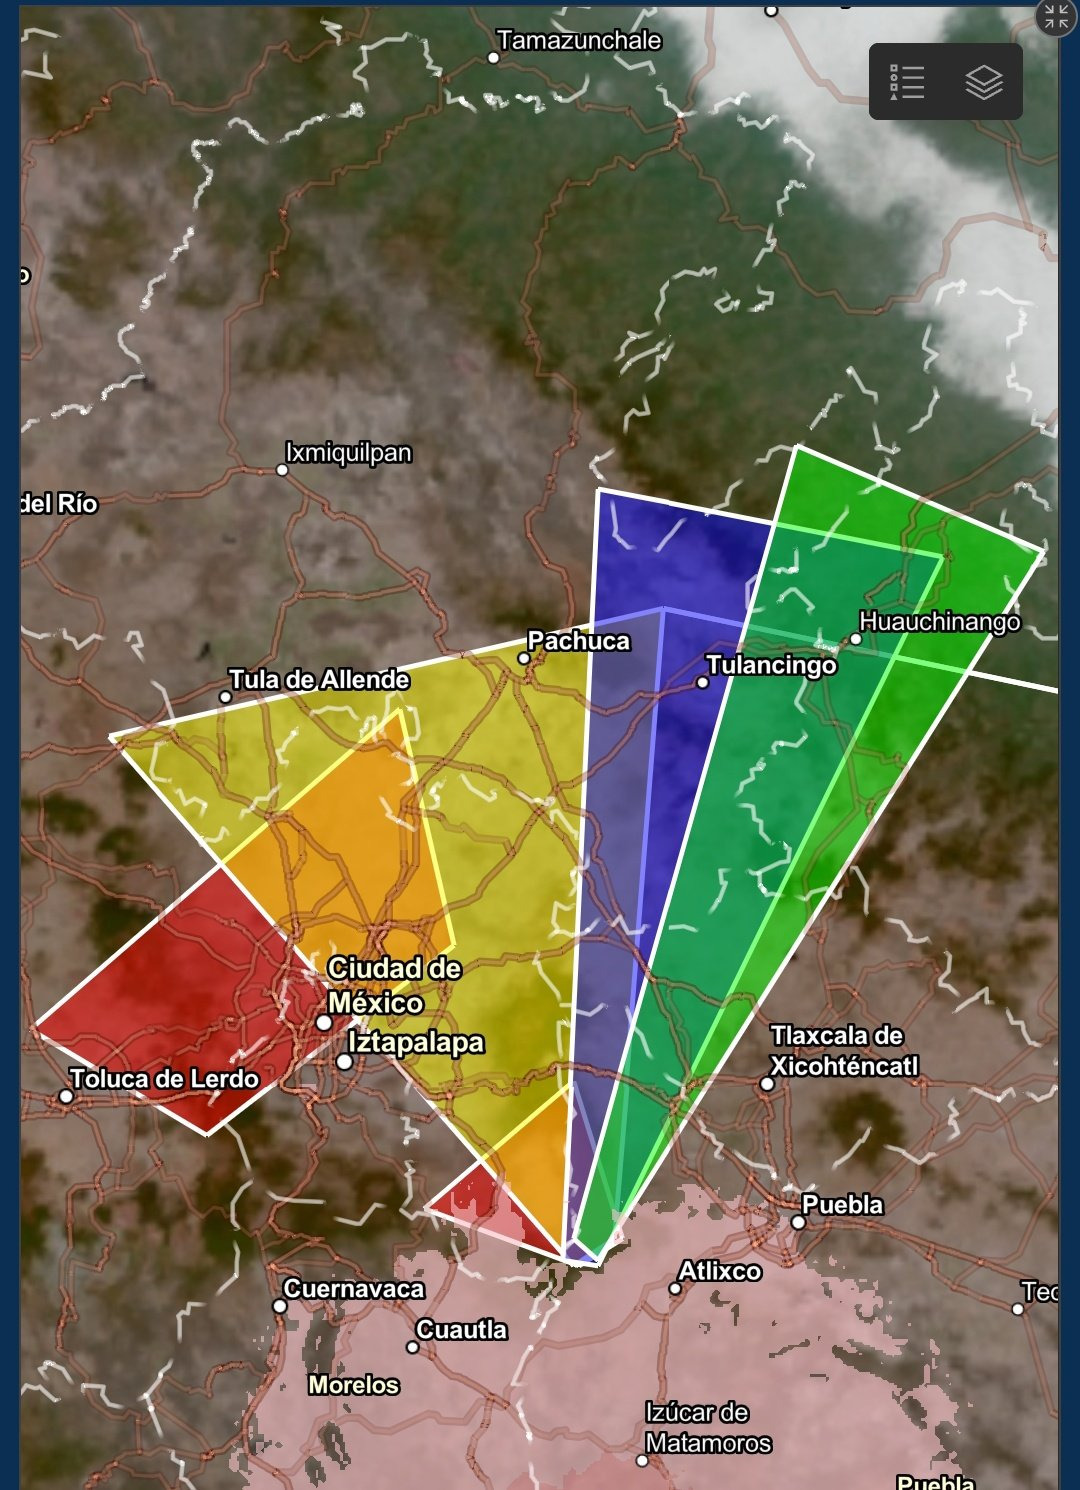 Tamazunchale
Ixmiquilpan
del Río
Pachuca
Huauchinango
Tulancingo
Tula de Allende
Ciudad de
México
Iztapalapa
Tlaxcala de
Xicohténcatl
Toluca de Lerdo
Puebla
Atlixco
Cuernavaca
Tec
Cuautla
Morelos
Izúcar de
Matamoros
Puebla